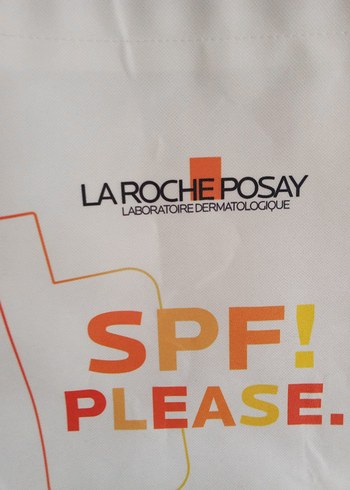 LA ROCHE POSAY
LABORATOIRE DERMATOLOGIQUE
SPF!
PLEASE.